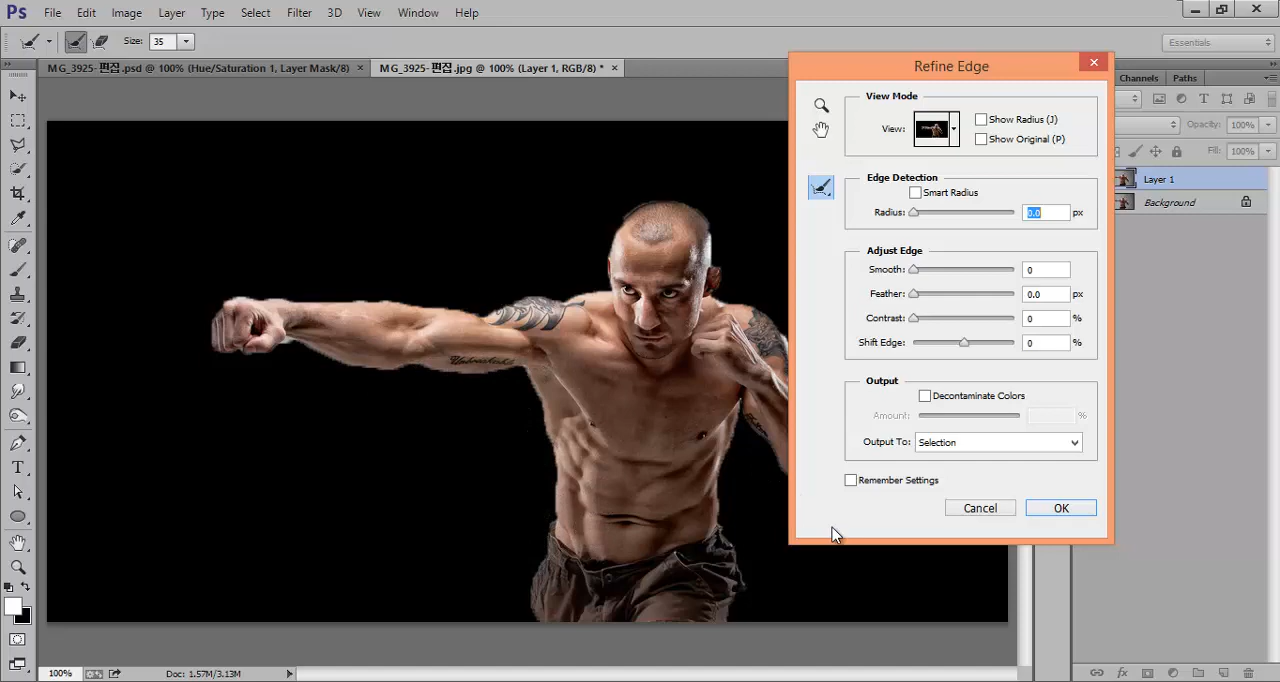 Ps File Edit Image Layer Type Select Filter 3D View Window Help
Size: 35 Essentials
MG_3925-편집.psd @ 100% (Hue/Saturation 1, Layer Mask/8) × MG_3925-편집.jpg @ 100% (Layer 1, RGB/8) * ×
Refine Edge
Channels Paths
View Mode
View:
Show Radius (J)
Show Original (P)
Opacity: 100%
Fill: 100%
Edge Detection
Smart Radius
Radius: 0.0 px
Layer 1
Background
Adjust Edge
Smooth: 0
Feather: 0.0 px
Contrast: 0 %
Shift Edge: 0 %
Output
Decontaminate Colors
Amount: %
Output To: Selection
Remember Settings
Cancel OK
100% Doc: 1.57M/3.13M